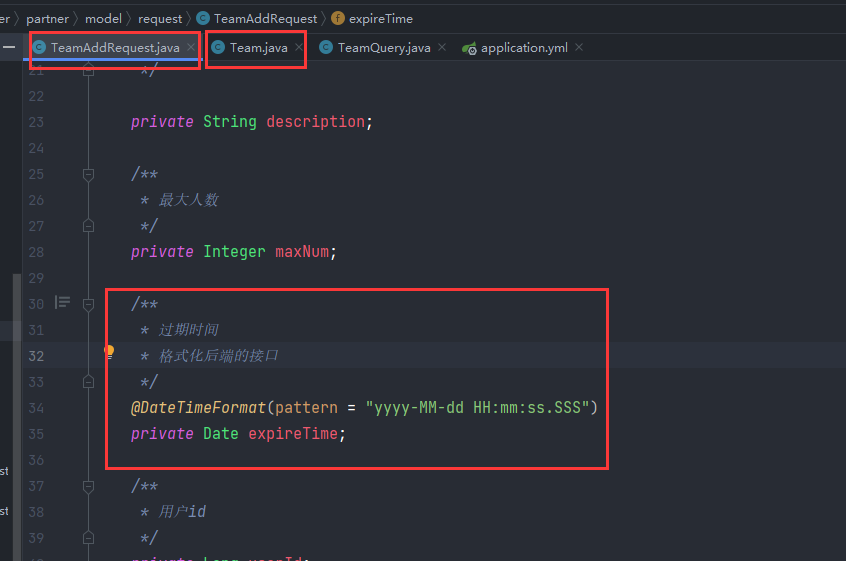 er 〉 partner 〉 model 〉 request 〉 TeamAddRequest 〉 expireTime
TeamAddRequest.java × Team.java × TeamQuery.java × application.yml ×
21 */
22
23 private String description;
24
25 /**
26 * 最大人数
27 */
28 private Integer maxNum;
29
30 /**
31 * 过期时间
32 * 格式化后端的接口
33 */
34 @DateTimeFormat(pattern = "yyyy-MM-dd HH:mm:ss.SSS")
35 private Date expireTime;
36
st 37 /**
38 * 用户id
st 39 */
private Long userId;